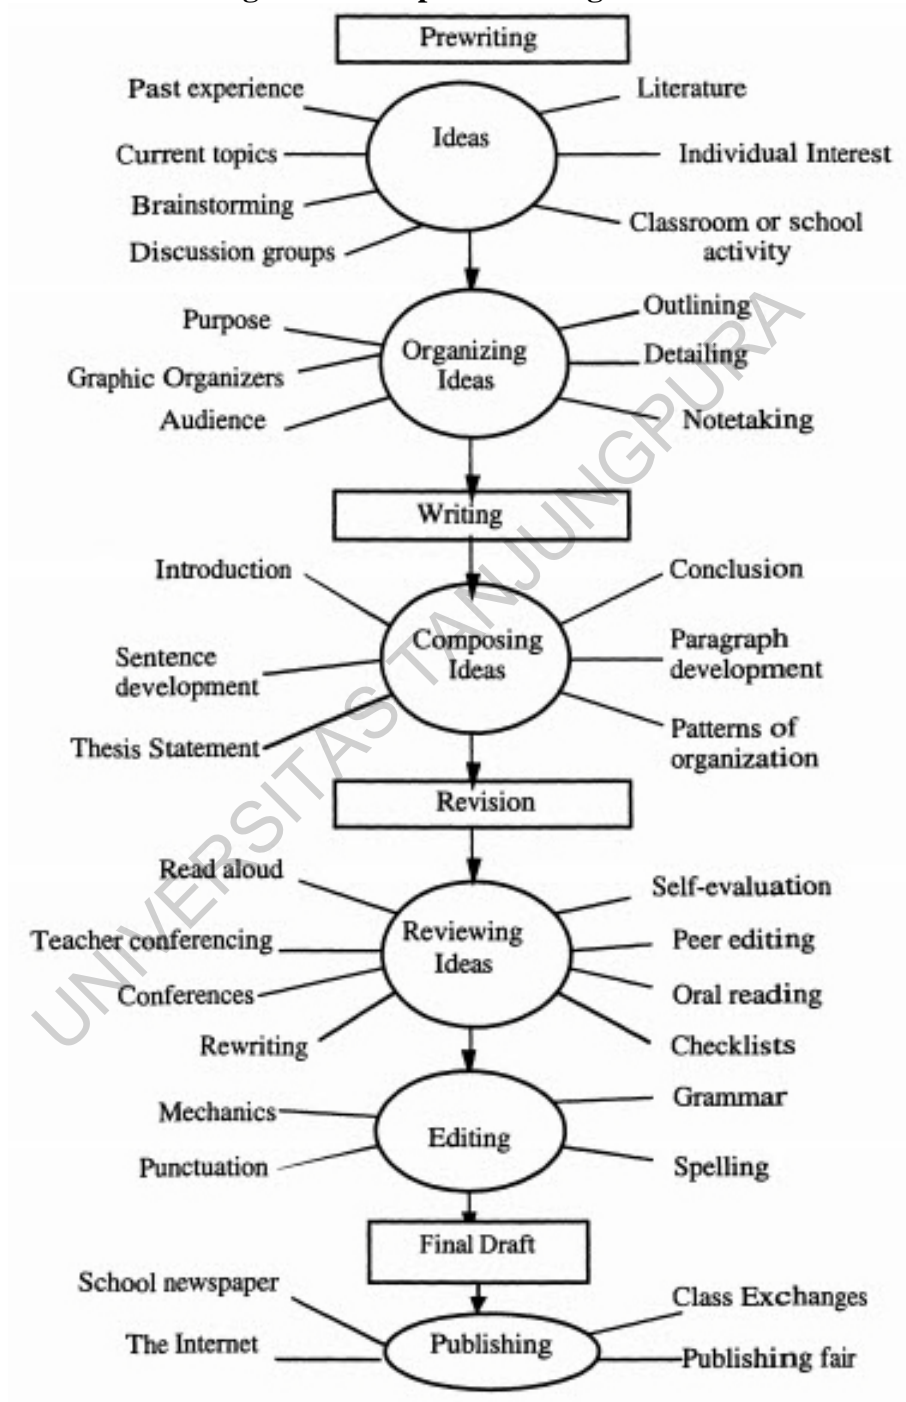 Prewriting
Past experience
Literature
Ideas
Current topics
Individual Interest
Brainstorming
Classroom or school
activity
Discussion groups
Outlining
Purpose
Organizing
Ideas
Detailing
Graphic Organizers
Audience
Notetaking
Writing
Introduction
Conclusion
Composing
Ideas
Paragraph
development
Sentence
development
Thesis Statement
Patterns of
organization
Revision
Read aloud
Self-evaluation
Reviewing
Ideas
Teacher conferencing
Peer editing
Conferences
Oral reading
Rewriting
Checklists
Mechanics
Grammar
Editing
Punctuation
Spelling
Final Draft
School newspaper
Class Exchanges
The Internet
Publishing
Publishing fair
UNIVERSITAS TANJUNGPURA